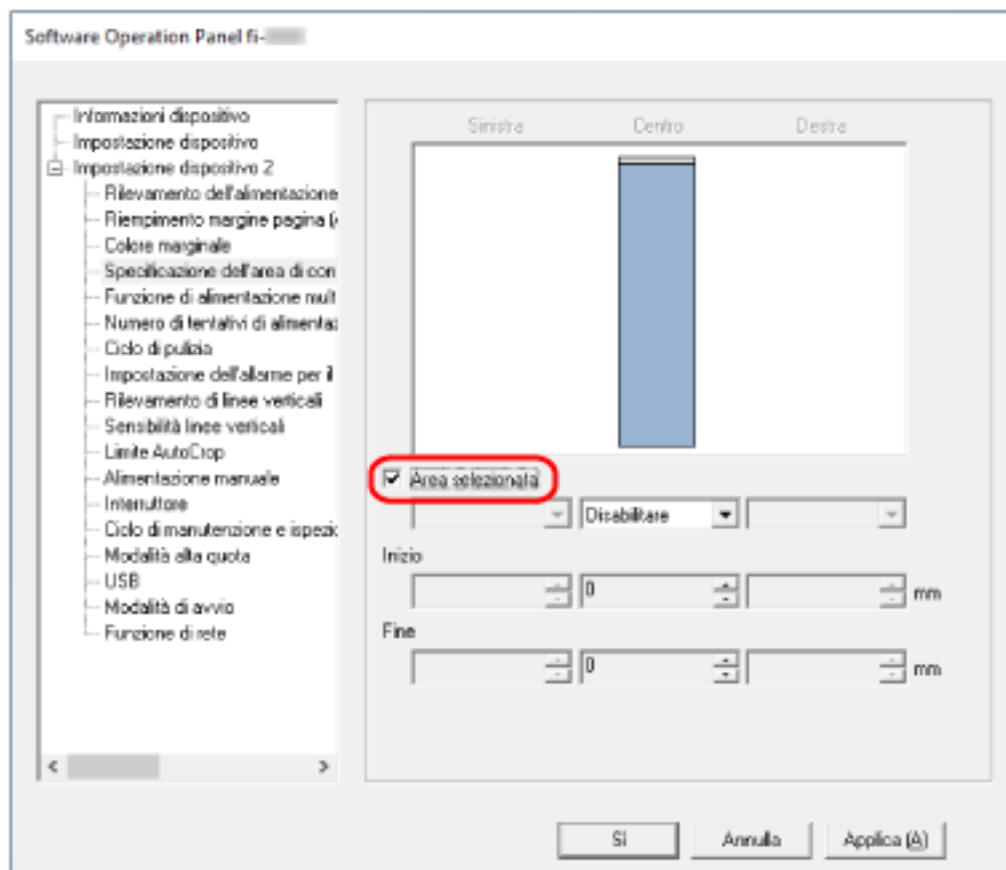 Software Operation Panel fi-
Informazioni dispositivo
Impostazione dispositivo
Impostazione dispositivo 2
Rilevamento dell'alimentazione
Riempimento margine pagina (
Colore marginale
Specificazione dell'area di con
Funzione di alimentazione mult
Numero di tentativi di alimentaz
Ciclo di pulizia
Impostazione dell'allarme per il
Rilevamento di linee verticali
Sensibilità linee verticali
Limite AutoCrop
Alimentazione manuale
Interruttore
Ciclo di manutenzione e ispezic
Modalità alta quota
USB
Modalità di avvio
Funzione di rete
Sinistra Centro Destra
Area selezionata
Disabilitare
Inizio
0 mm
Fine
0 mm
Sì Annulla Applica (A)